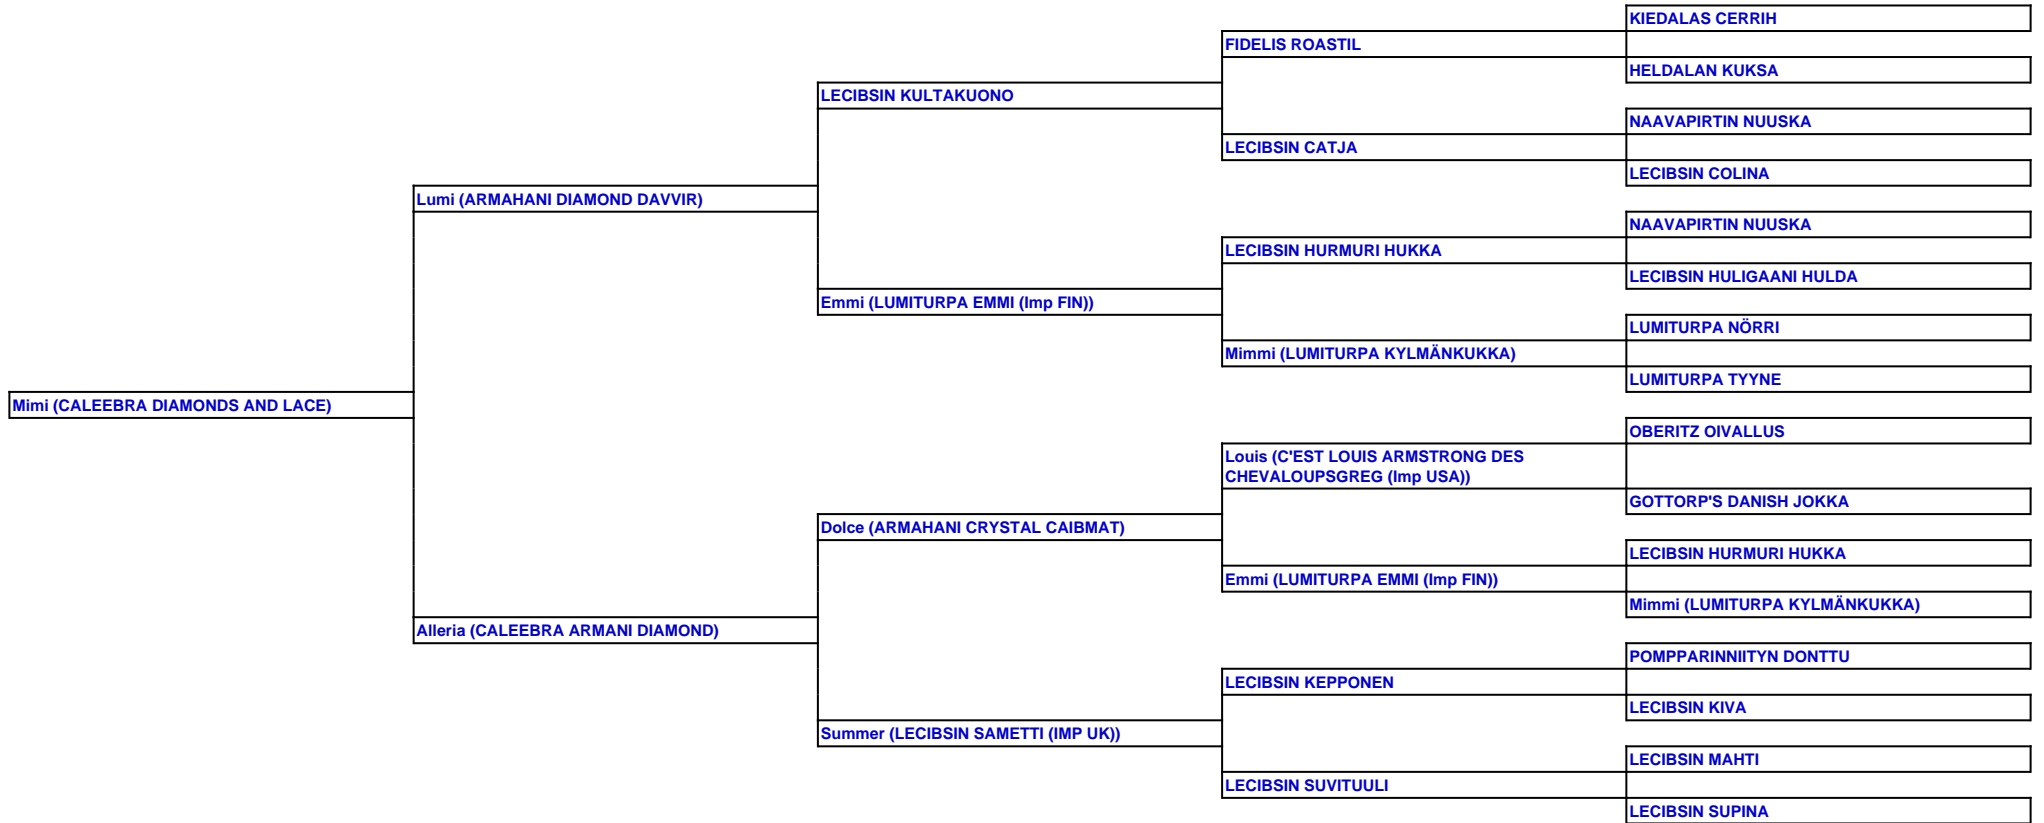 KIEDALAS CERRIH
FIDELIS ROASTIL
HELDALAN KUKSA
LECIBSIN KULTAKUONO
NAAVAPIRTIN NUUSKA
LECIBSIN CATJA
LECIBSIN COLINA
Lumi (ARMAHANI DIAMOND DAVVIR)
NAAVAPIRTIN NUUSKA
LECIBSIN HURMURI HUKKA
LECIBSIN HULIGAANI HULDA
Emmi (LUMITURPA EMMI (Imp FIN))
LUMITURPA NÖRRI
Mimmi (LUMITURPA KYLMÄNKUKKA)
LUMITURPA TYYNE
Mimi (CALEEBRA DIAMONDS AND LACE)
OBERITZ OIVALLUS
Louis (C'EST LOUIS ARMSTRONG DES
CHEVALOUPSGREG (Imp USA))
GOTTORP'S DANISH JOKKA
Dolce (ARMAHANI CRYSTAL CAIBMAT)
LECIBSIN HURMURI HUKKA
Emmi (LUMITURPA EMMI (Imp FIN))
Mimmi (LUMITURPA KYLMÄNKUKKA)
Alleria (CALEEBRA ARMANI DIAMOND)
POMPPARINNIITYN DONTTU
LECIBSIN KEPPONEN
LECIBSIN KIVA
Summer (LECIBSIN SAMETTI (IMP UK))
LECIBSIN MAHTI
LECIBSIN SUVITUULI
LECIBSIN SUPINA